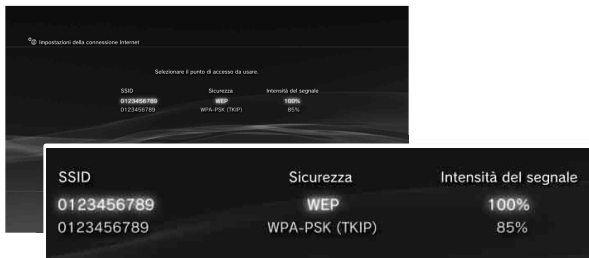 Impostazioni della connessione Internet
Selezionare il punto di accesso da usare.
SSID Sicurezza Intensità del segnale
0123456789 WEP 100%
0123456789 WPA-PSK (TKIP) 85%
SSID Sicurezza Intensità del segnale
0123456789 WEP 100%
0123456789 WPA-PSK (TKIP) 85%